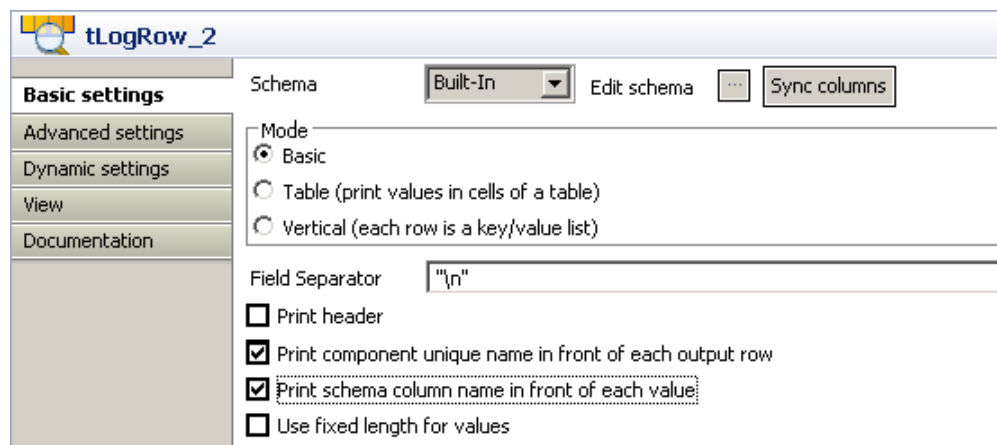 tLogRow_2
Basic settings
Advanced settings
Dynamic settings
View
Documentation
Schema Built-In Edit schema ... Sync columns
Mode
Basic
Table (print values in cells of a table)
Vertical (each row is a key/value list)
Field Separator "\n"
Print header
Print component unique name in front of each output row
Print schema column name in front of each value
Use fixed length for values